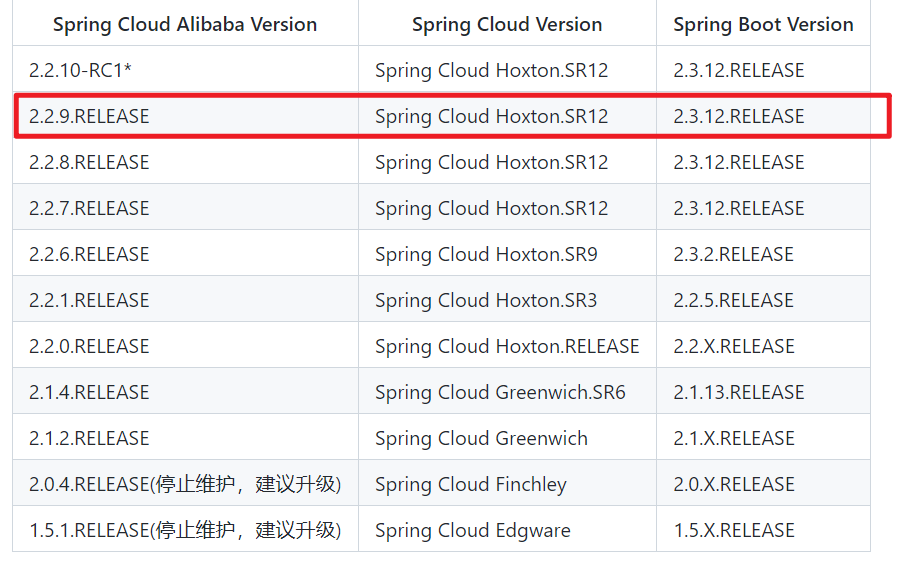 Spring Cloud Alibaba Version Spring Cloud Version Spring Boot Version
2.2.10-RC1* Spring Cloud Hoxton.SR12 2.3.12.RELEASE
2.2.9.RELEASE Spring Cloud Hoxton.SR12 2.3.12.RELEASE
2.2.8.RELEASE Spring Cloud Hoxton.SR12 2.3.12.RELEASE
2.2.7.RELEASE Spring Cloud Hoxton.SR12 2.3.12.RELEASE
2.2.6.RELEASE Spring Cloud Hoxton.SR9 2.3.2.RELEASE
2.2.1.RELEASE Spring Cloud Hoxton.SR3 2.2.5.RELEASE
2.2.0.RELEASE Spring Cloud Hoxton.RELEASE 2.2.X.RELEASE
2.1.4.RELEASE Spring Cloud Greenwich.SR6 2.1.13.RELEASE
2.1.2.RELEASE Spring Cloud Greenwich 2.1.X.RELEASE
2.0.4.RELEASE(停止维护，建议升级) Spring Cloud Finchley 2.0.X.RELEASE
1.5.1.RELEASE(停止维护，建议升级) Spring Cloud Edgware 1.5.X.RELEASE